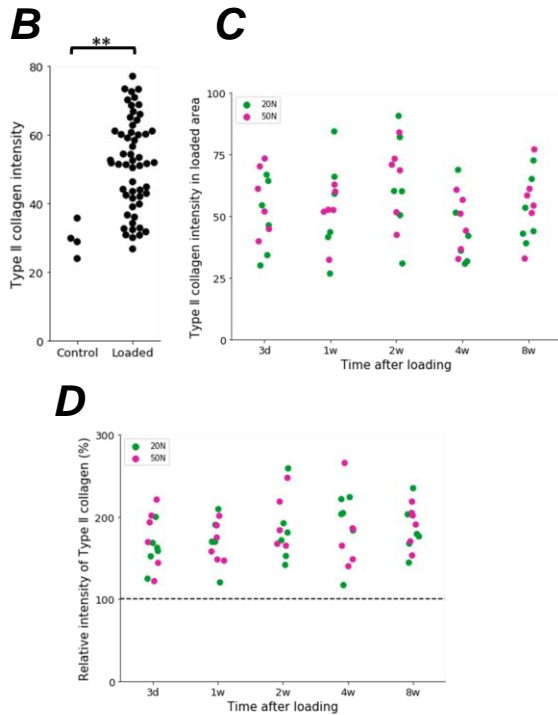 B
**
Type Ⅱ collagen intensity
80
60
40
20
0
Control
Loaded
C
20N
50N
Type Ⅱ collagen intensity in loaded area
100
75
50
25
0
3d
1w
2w
4w
8w
Time after loading
D
20N
50N
Relative intensity of Type Ⅱ collagen (%)
300
200
100
0
3d
1w
2w
4w
8w
Time after loading